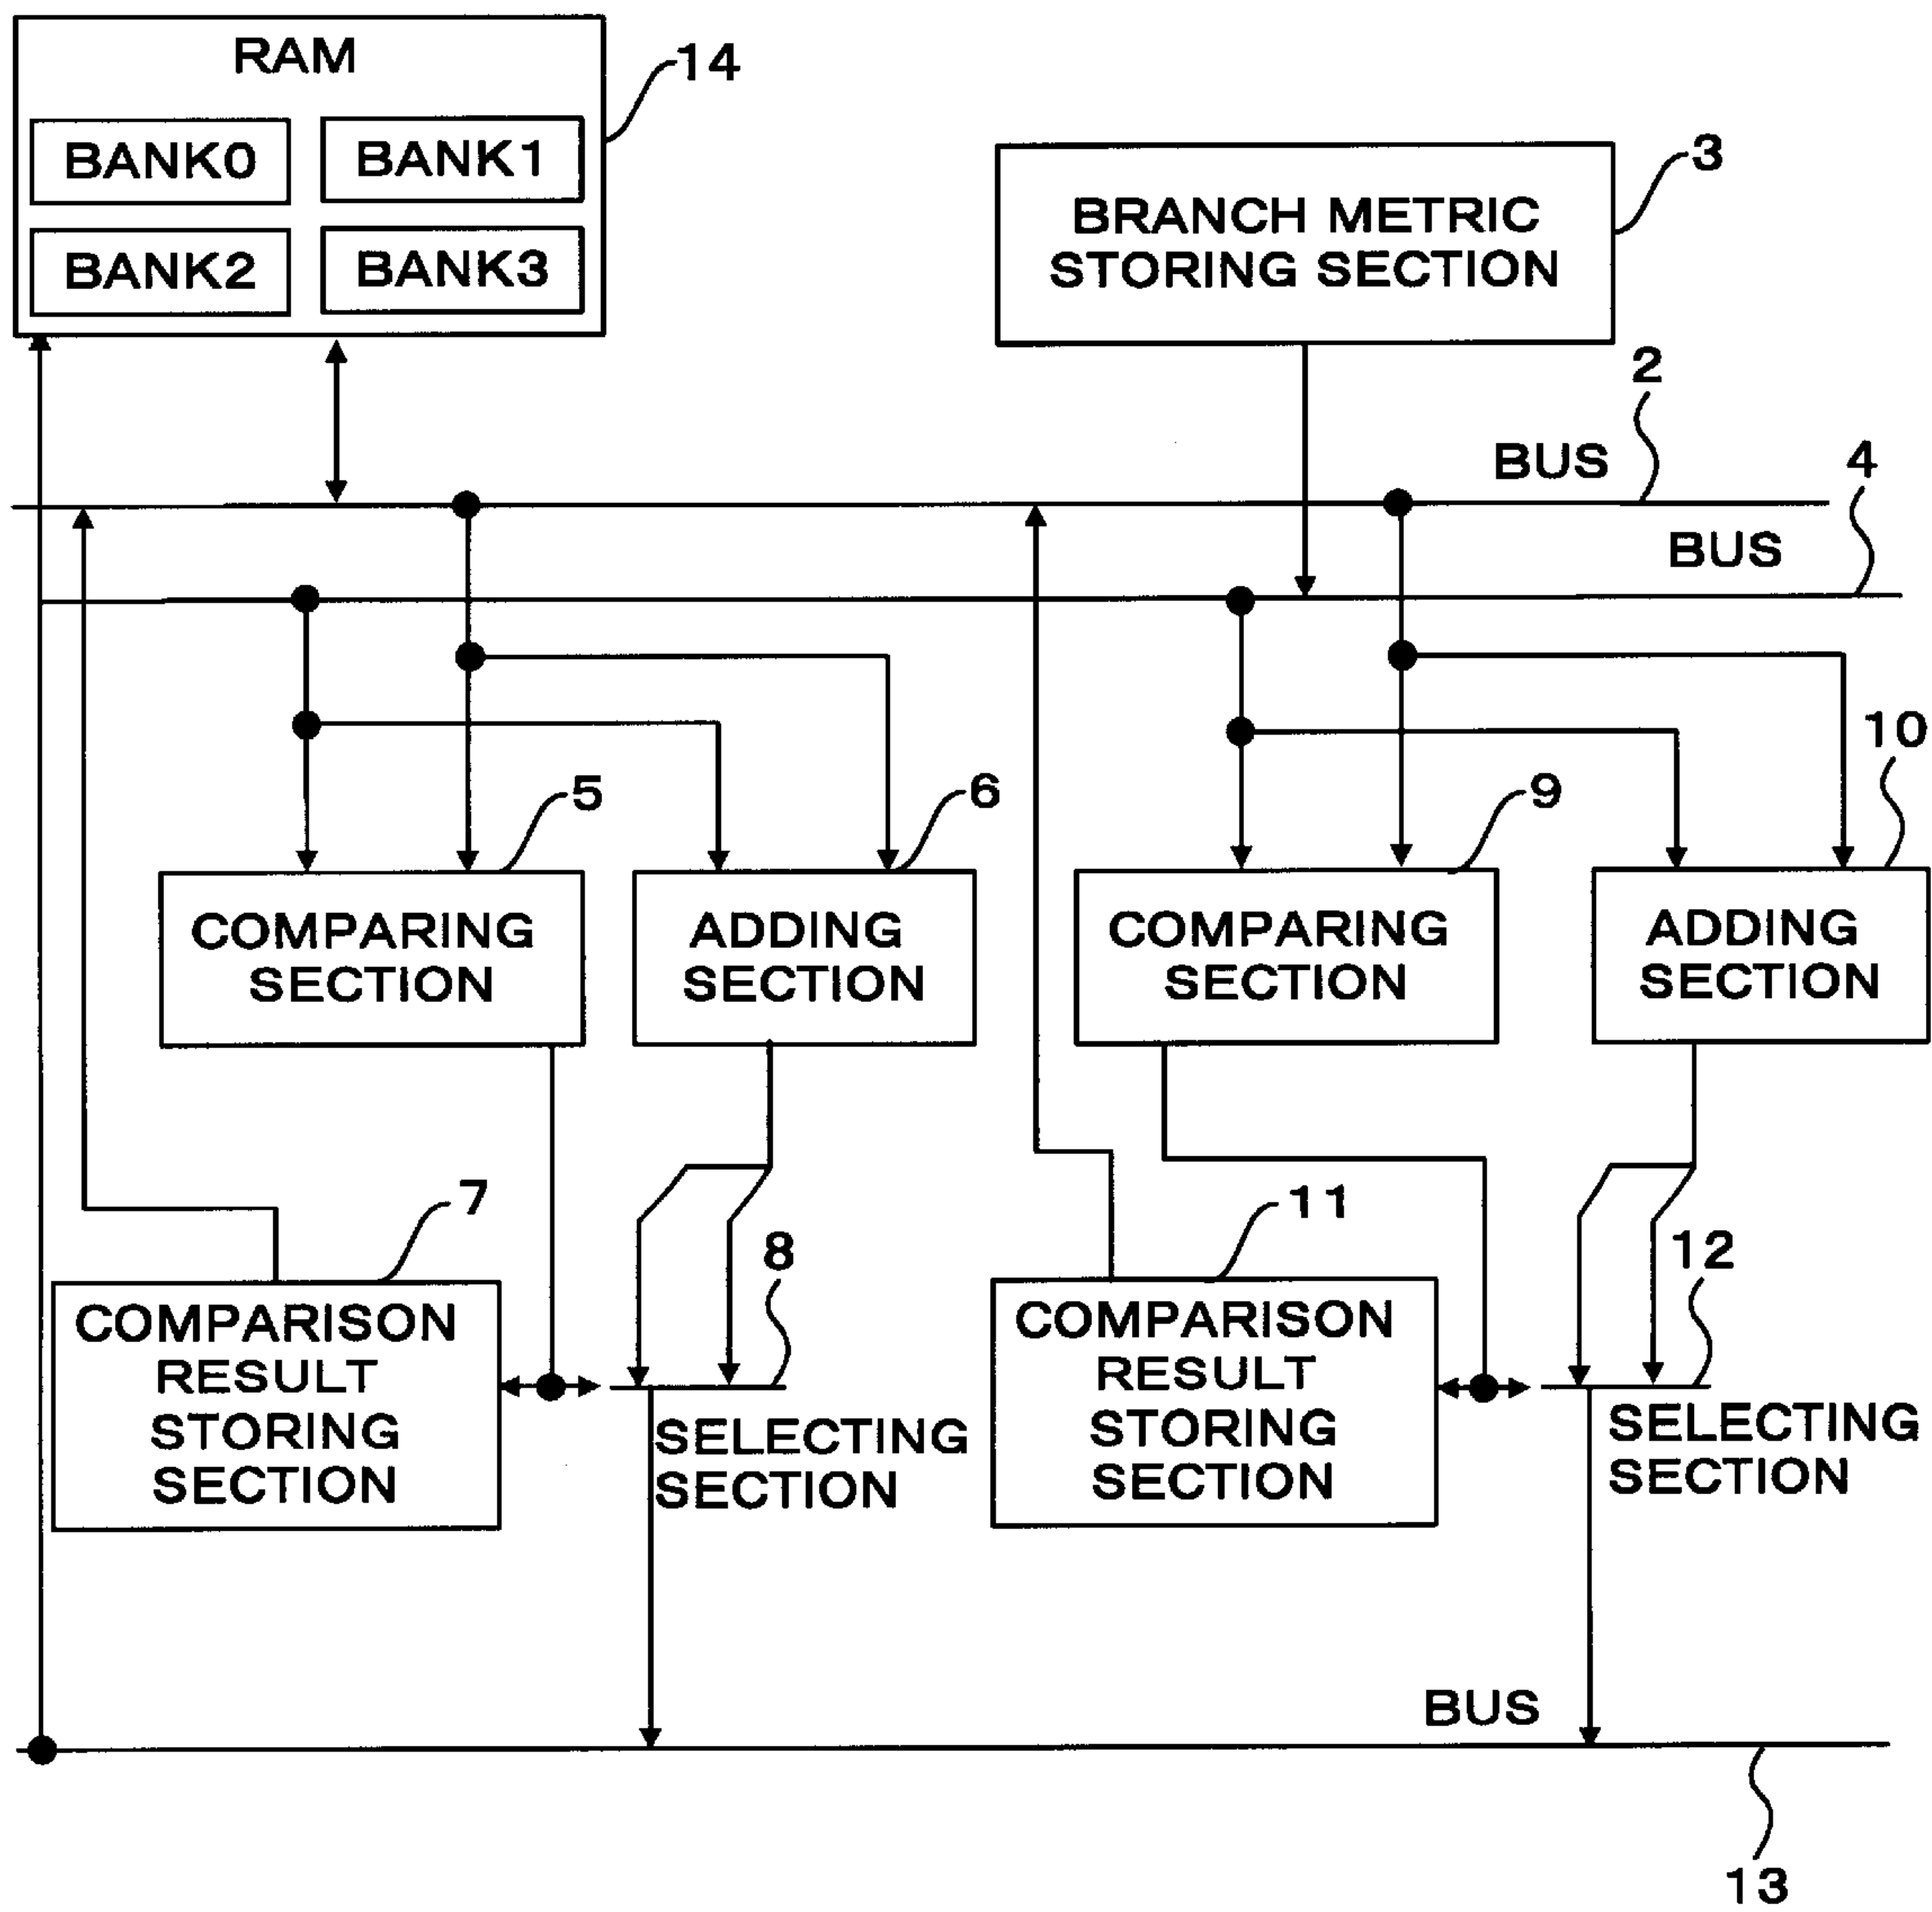 RAM
14
BANK0
BANK1
BANK2
BANK3
3
BRANCH METRIC
STORING SECTION
2
BUS
4
BUS
10
5
6
9
COMPARING
SECTION
ADDING
SECTION
COMPARING
SECTION
ADDING
SECTION
7
8
11
12
COMPARISON
RESULT
STORING
SECTION
SELECTING
SECTION
COMPARISON
RESULT
STORING
SECTION
SELECTING
SECTION
BUS
13